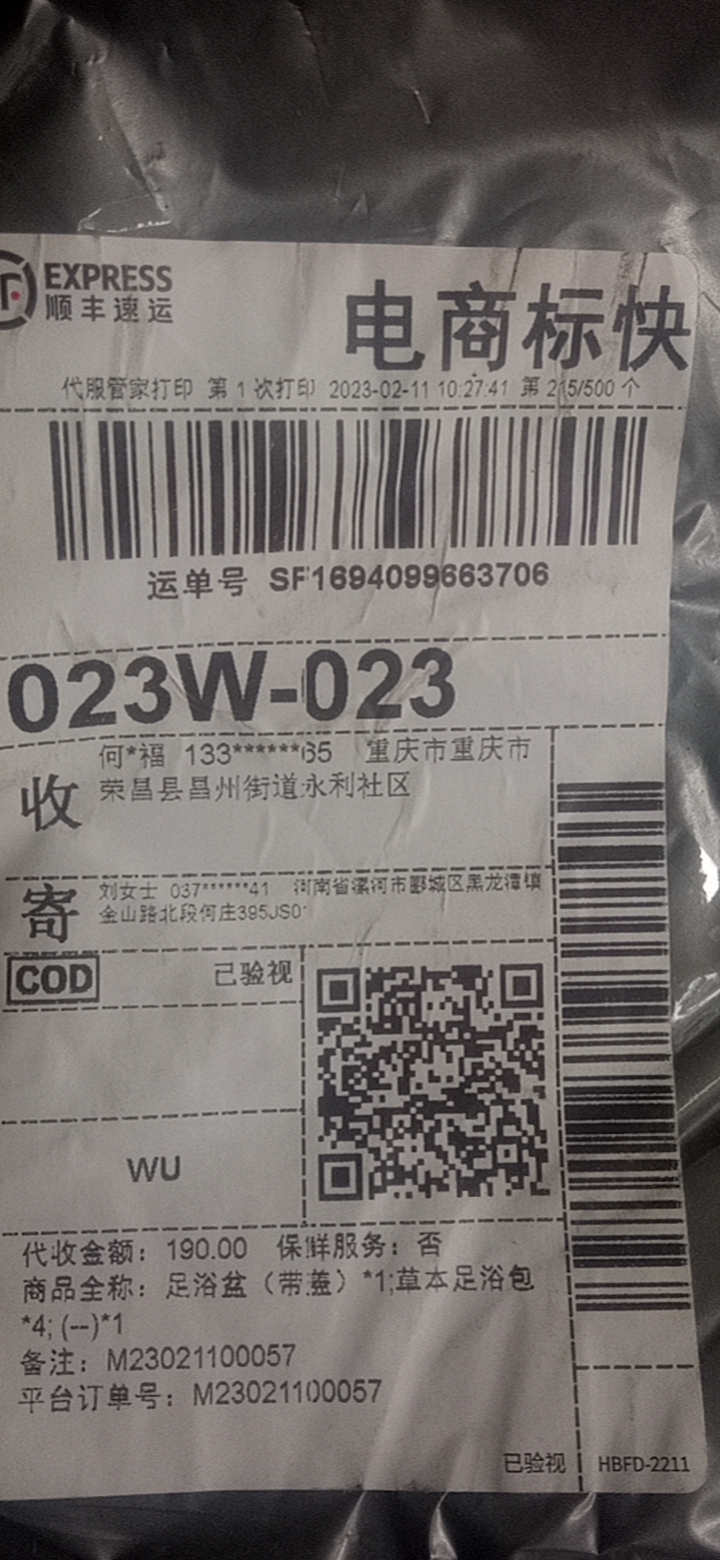 EXPRESS
顺丰速运
电商标快
代服管家打印 第 1 次打印 2023-02-11 10:27:41 第 215/500 个
运单号 SF1694099663706
023W-023
收
何*福 133******65 重庆市重庆市
荣昌县昌州街道永利社区
寄
刘女士 037******41 河南省漯河市郾城区黑龙潭镇
金山路北段何庄395JS0
COD
已验视
WU
代收金额：190.00 保鲜服务：否
商品全称：足浴盆（带盖）*1;草本足浴包
*4; (--)*1
备注：M23021100057
平台订单号：M23021100057
已验视 HBFD-2211